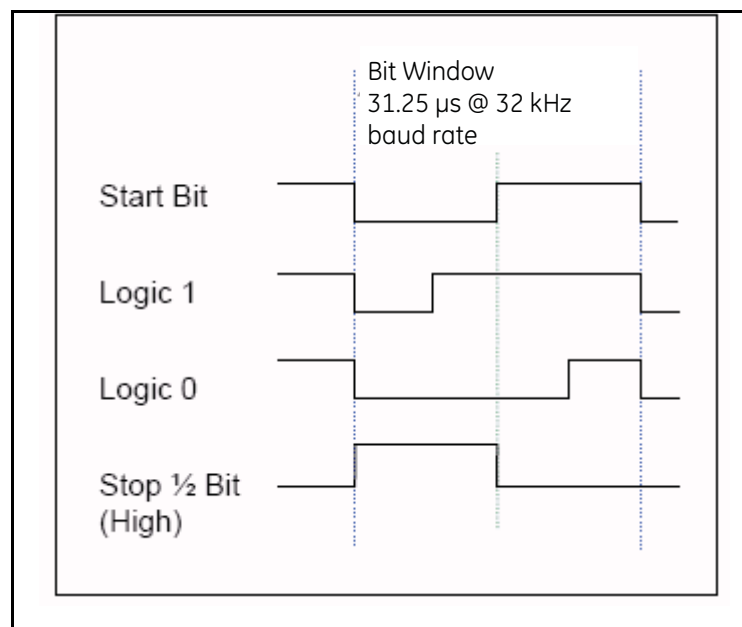 Bit Window
31.25 µs @ 32 kHz
baud rate
Start Bit
Logic 1
Logic 0
Stop ½ Bit
(High)